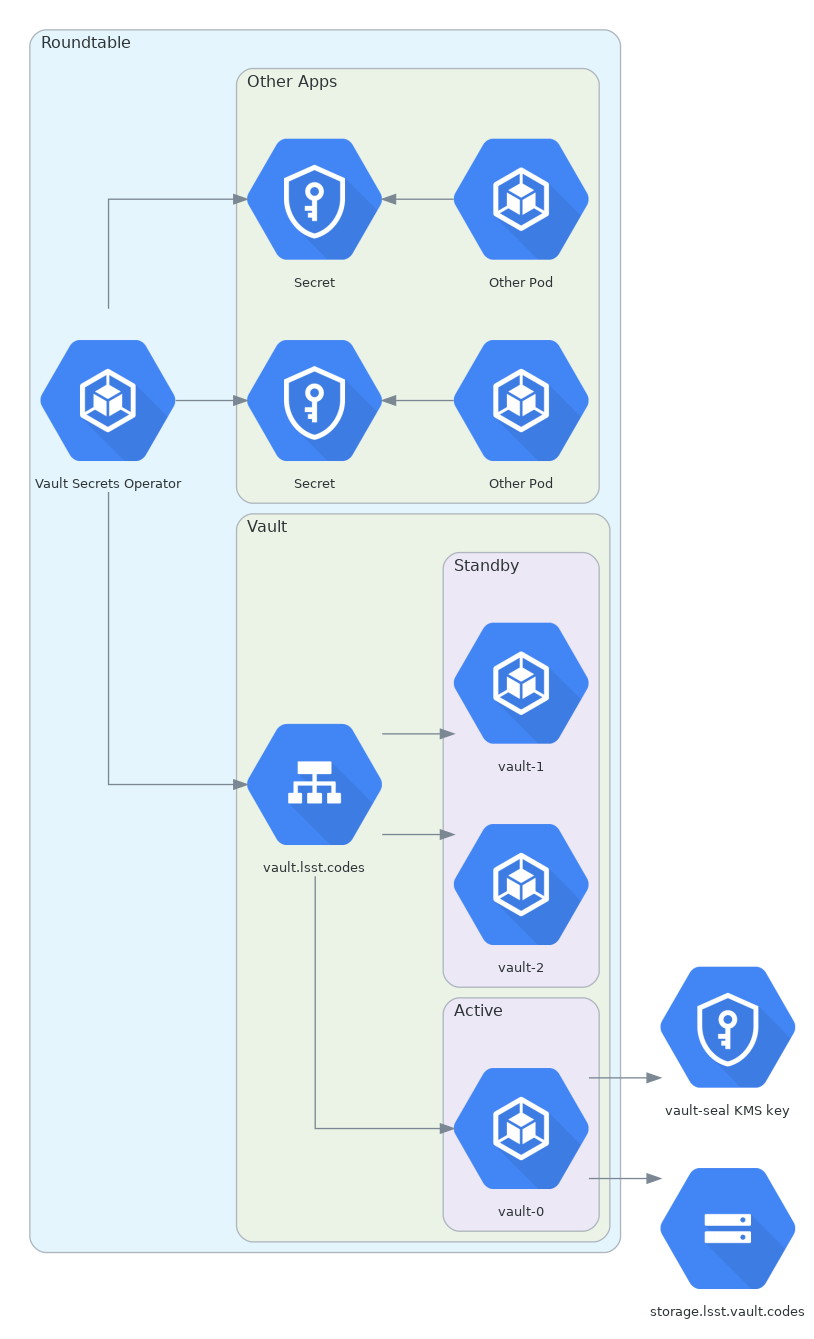 Roundtable
Other Apps
Secret
Other Pod
Vault Secrets Operator
Secret
Other Pod
Vault
Standby
vault-1
vault.lsst.codes
vault-2
Active
vault-seal KMS key
vault-0
storage.lsst.vault.codes